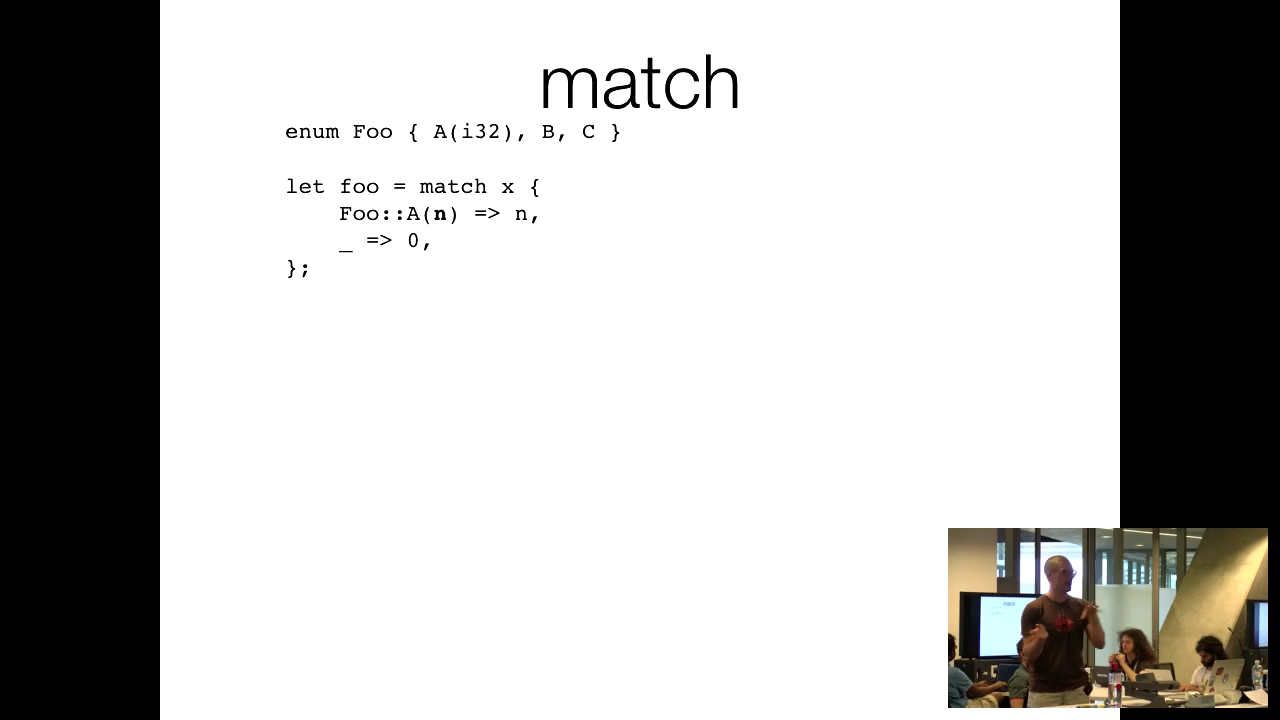 match
enum Foo { A(i32), B, C }
let foo = match x {
    Foo::A(n) => n,
    _ => 0,
};